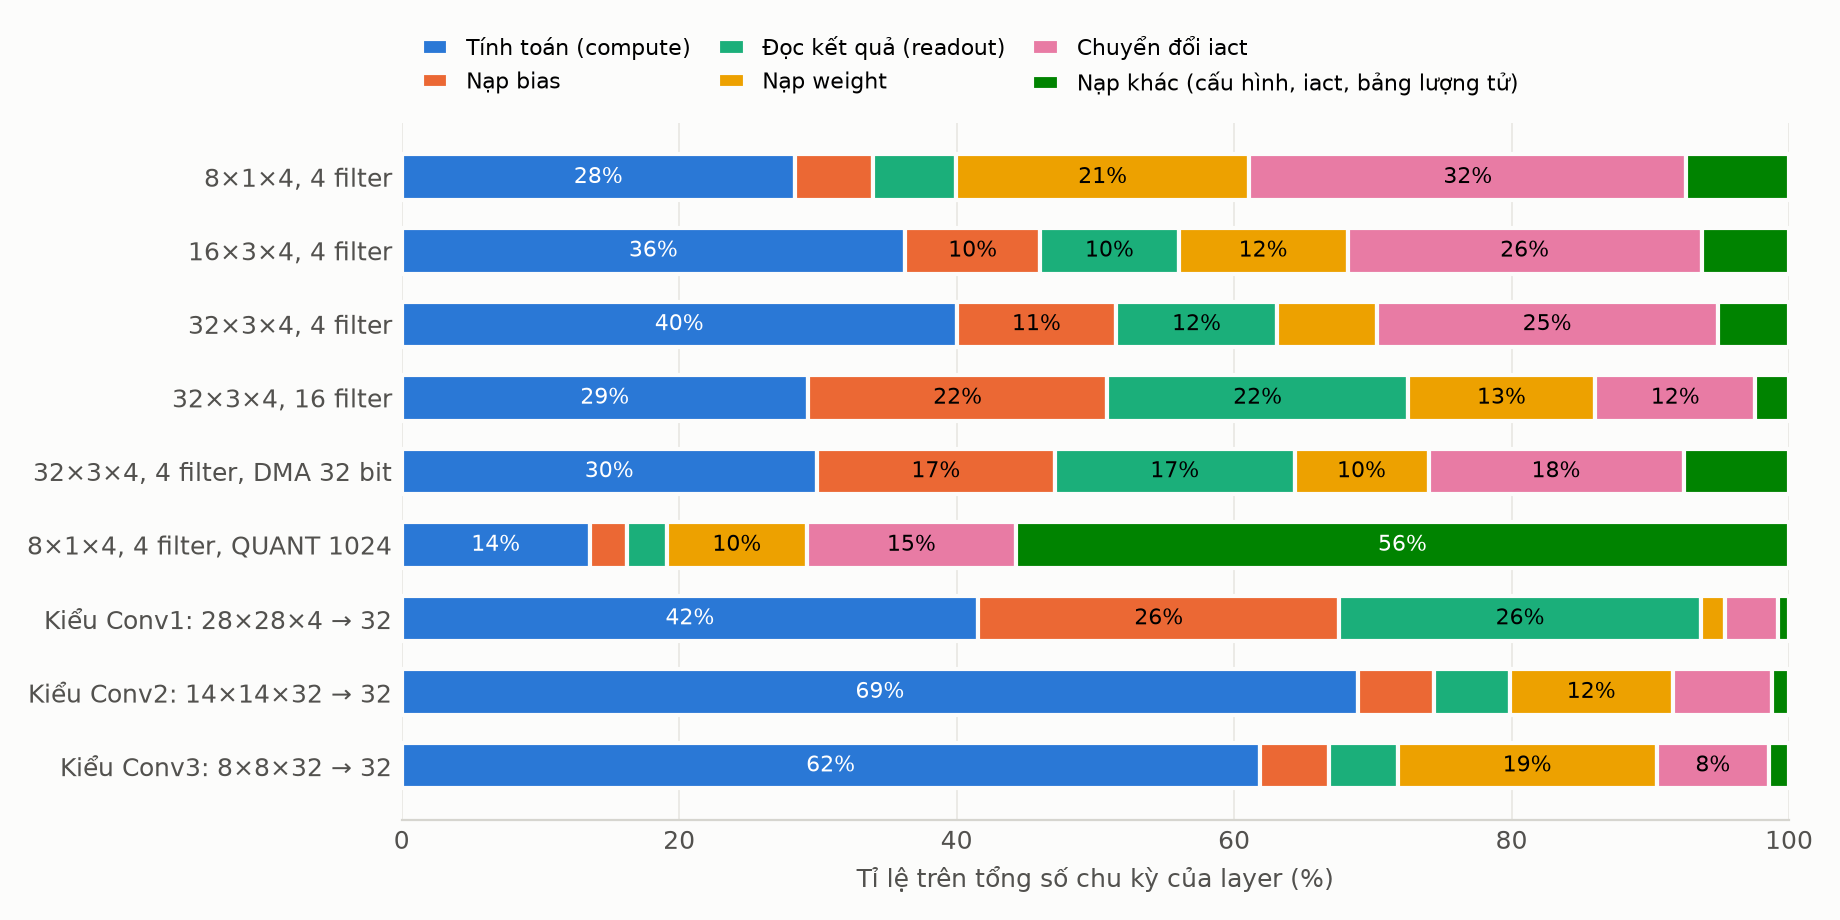 Tính toán (compute) Đọc kết quả (readout) Chuyển đổi iact
Nạp bias Nạp weight Nạp khác (cấu hình, iact, bảng lượng tử)
8×1×4, 4 filter 28% 21% 32%
16×3×4, 4 filter 36% 10% 10% 12% 26%
32×3×4, 4 filter 40% 11% 12% 25%
32×3×4, 16 filter 29% 22% 22% 13% 12%
32×3×4, 4 filter, DMA 32 bit 30% 17% 17% 10% 18%
8×1×4, 4 filter, QUANT 1024 14% 10% 15% 56%
Kiểu Conv1: 28×28×4 → 32 42% 26% 26%
Kiểu Conv2: 14×14×32 → 32 69% 12%
Kiểu Conv3: 8×8×32 → 32 62% 19% 8%
0 20 40 60 80 100
Tỉ lệ trên tổng số chu kỳ của layer (%)